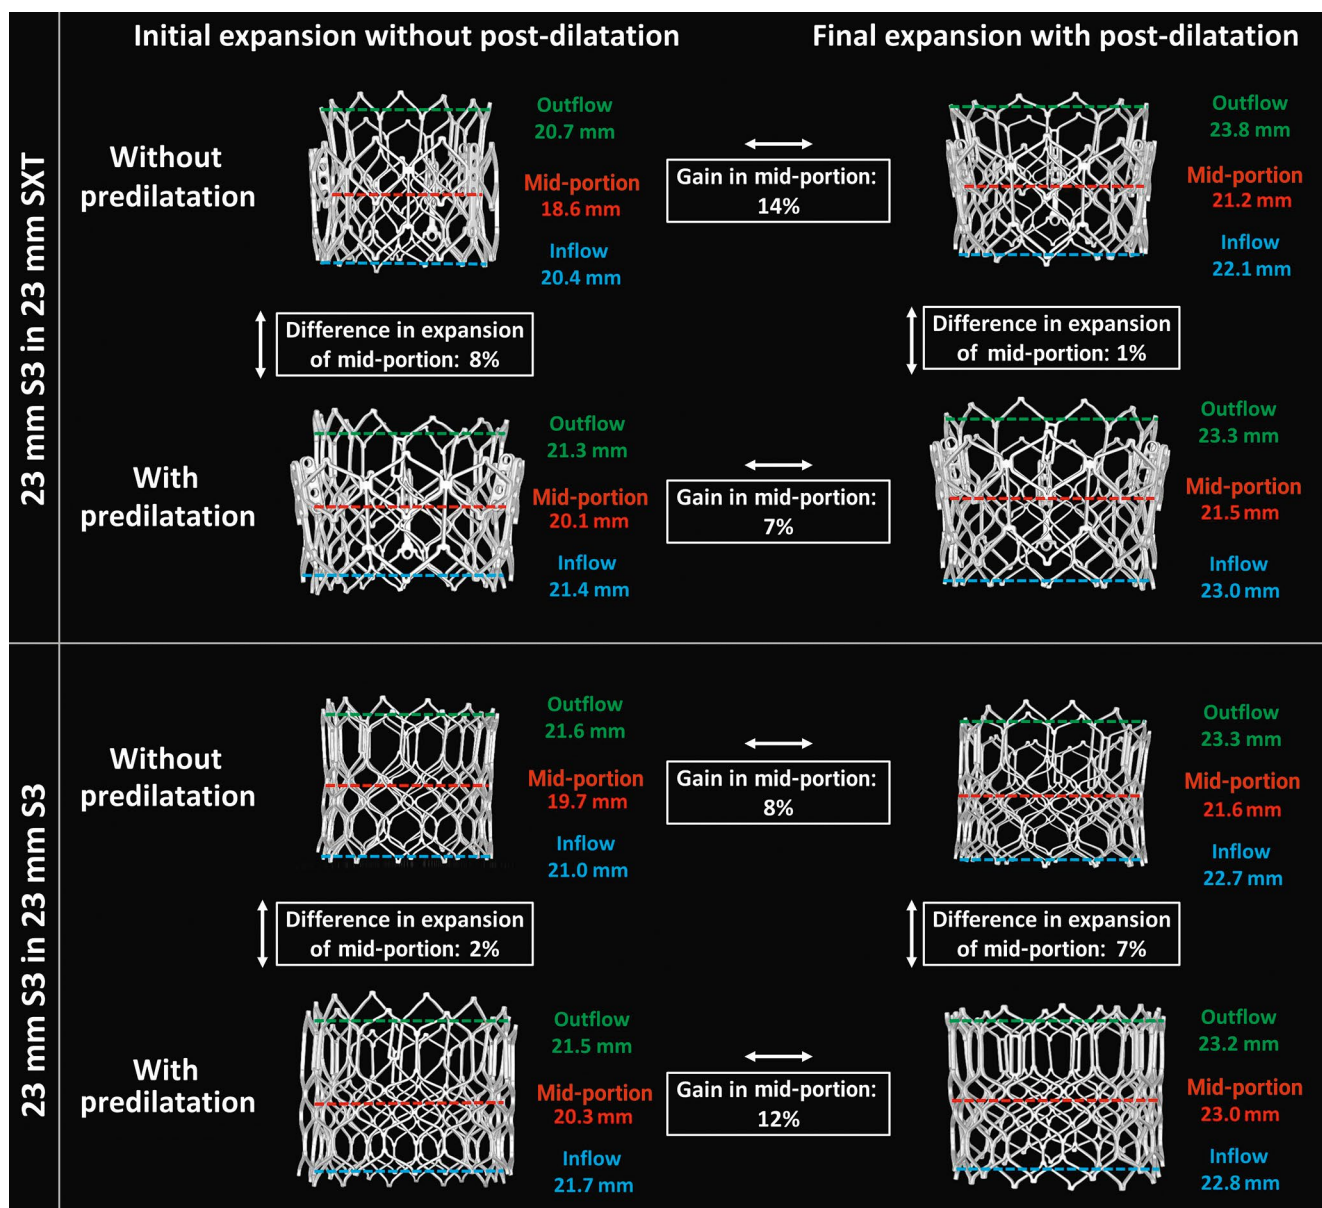 Initial expansion without post-dilatation
Final expansion with post-dilatation
23 mm S3 in 23 mm SXT
Without
predilatation
Outflow
20.7 mm
Mid-portion
18.6 mm
Inflow
20.4 mm
Gain in mid-portion:
14%
Outflow
23.8 mm
Mid-portion
21.2 mm
Inflow
22.1 mm
Difference in expansion
of mid-portion: 8%
Difference in expansion
of mid-portion: 1%
With
predilatation
Outflow
21.3 mm
Mid-portion
20.1 mm
Inflow
21.4 mm
Gain in mid-portion:
7%
Outflow
23.3 mm
Mid-portion
21.5 mm
Inflow
23.0 mm
23 mm S3 in 23 mm S3
Without
predilatation
Outflow
21.6 mm
Mid-portion
19.7 mm
Inflow
21.0 mm
Gain in mid-portion:
8%
Outflow
23.3 mm
Mid-portion
21.6 mm
Inflow
22.7 mm
Difference in expansion
of mid-portion: 2%
Difference in expansion
of mid-portion: 7%
With
predilatation
Outflow
21.5 mm
Mid-portion
20.3 mm
Inflow
21.7 mm
Gain in mid-portion:
12%
Outflow
23.2 mm
Mid-portion
23.0 mm
Inflow
22.8 mm